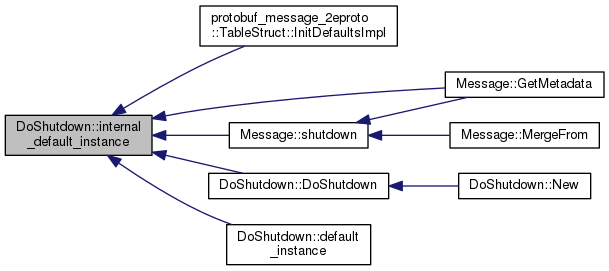 protobuf_message_2eproto
::TableStruct::InitDefaultsImpl
Message::GetMetadata
DoShutdown::internal
_default_instance
Message::shutdown
Message::MergeFrom
DoShutdown::DoShutdown
DoShutdown::New
DoShutdown::default
_instance